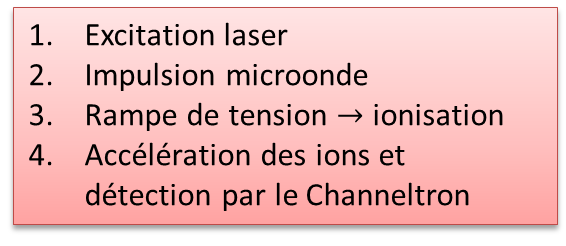 1. Excitation laser
2. Impulsion microonde
3. Rampe de tension → ionisation
4. Accélération des ions et
détection par le Channeltron